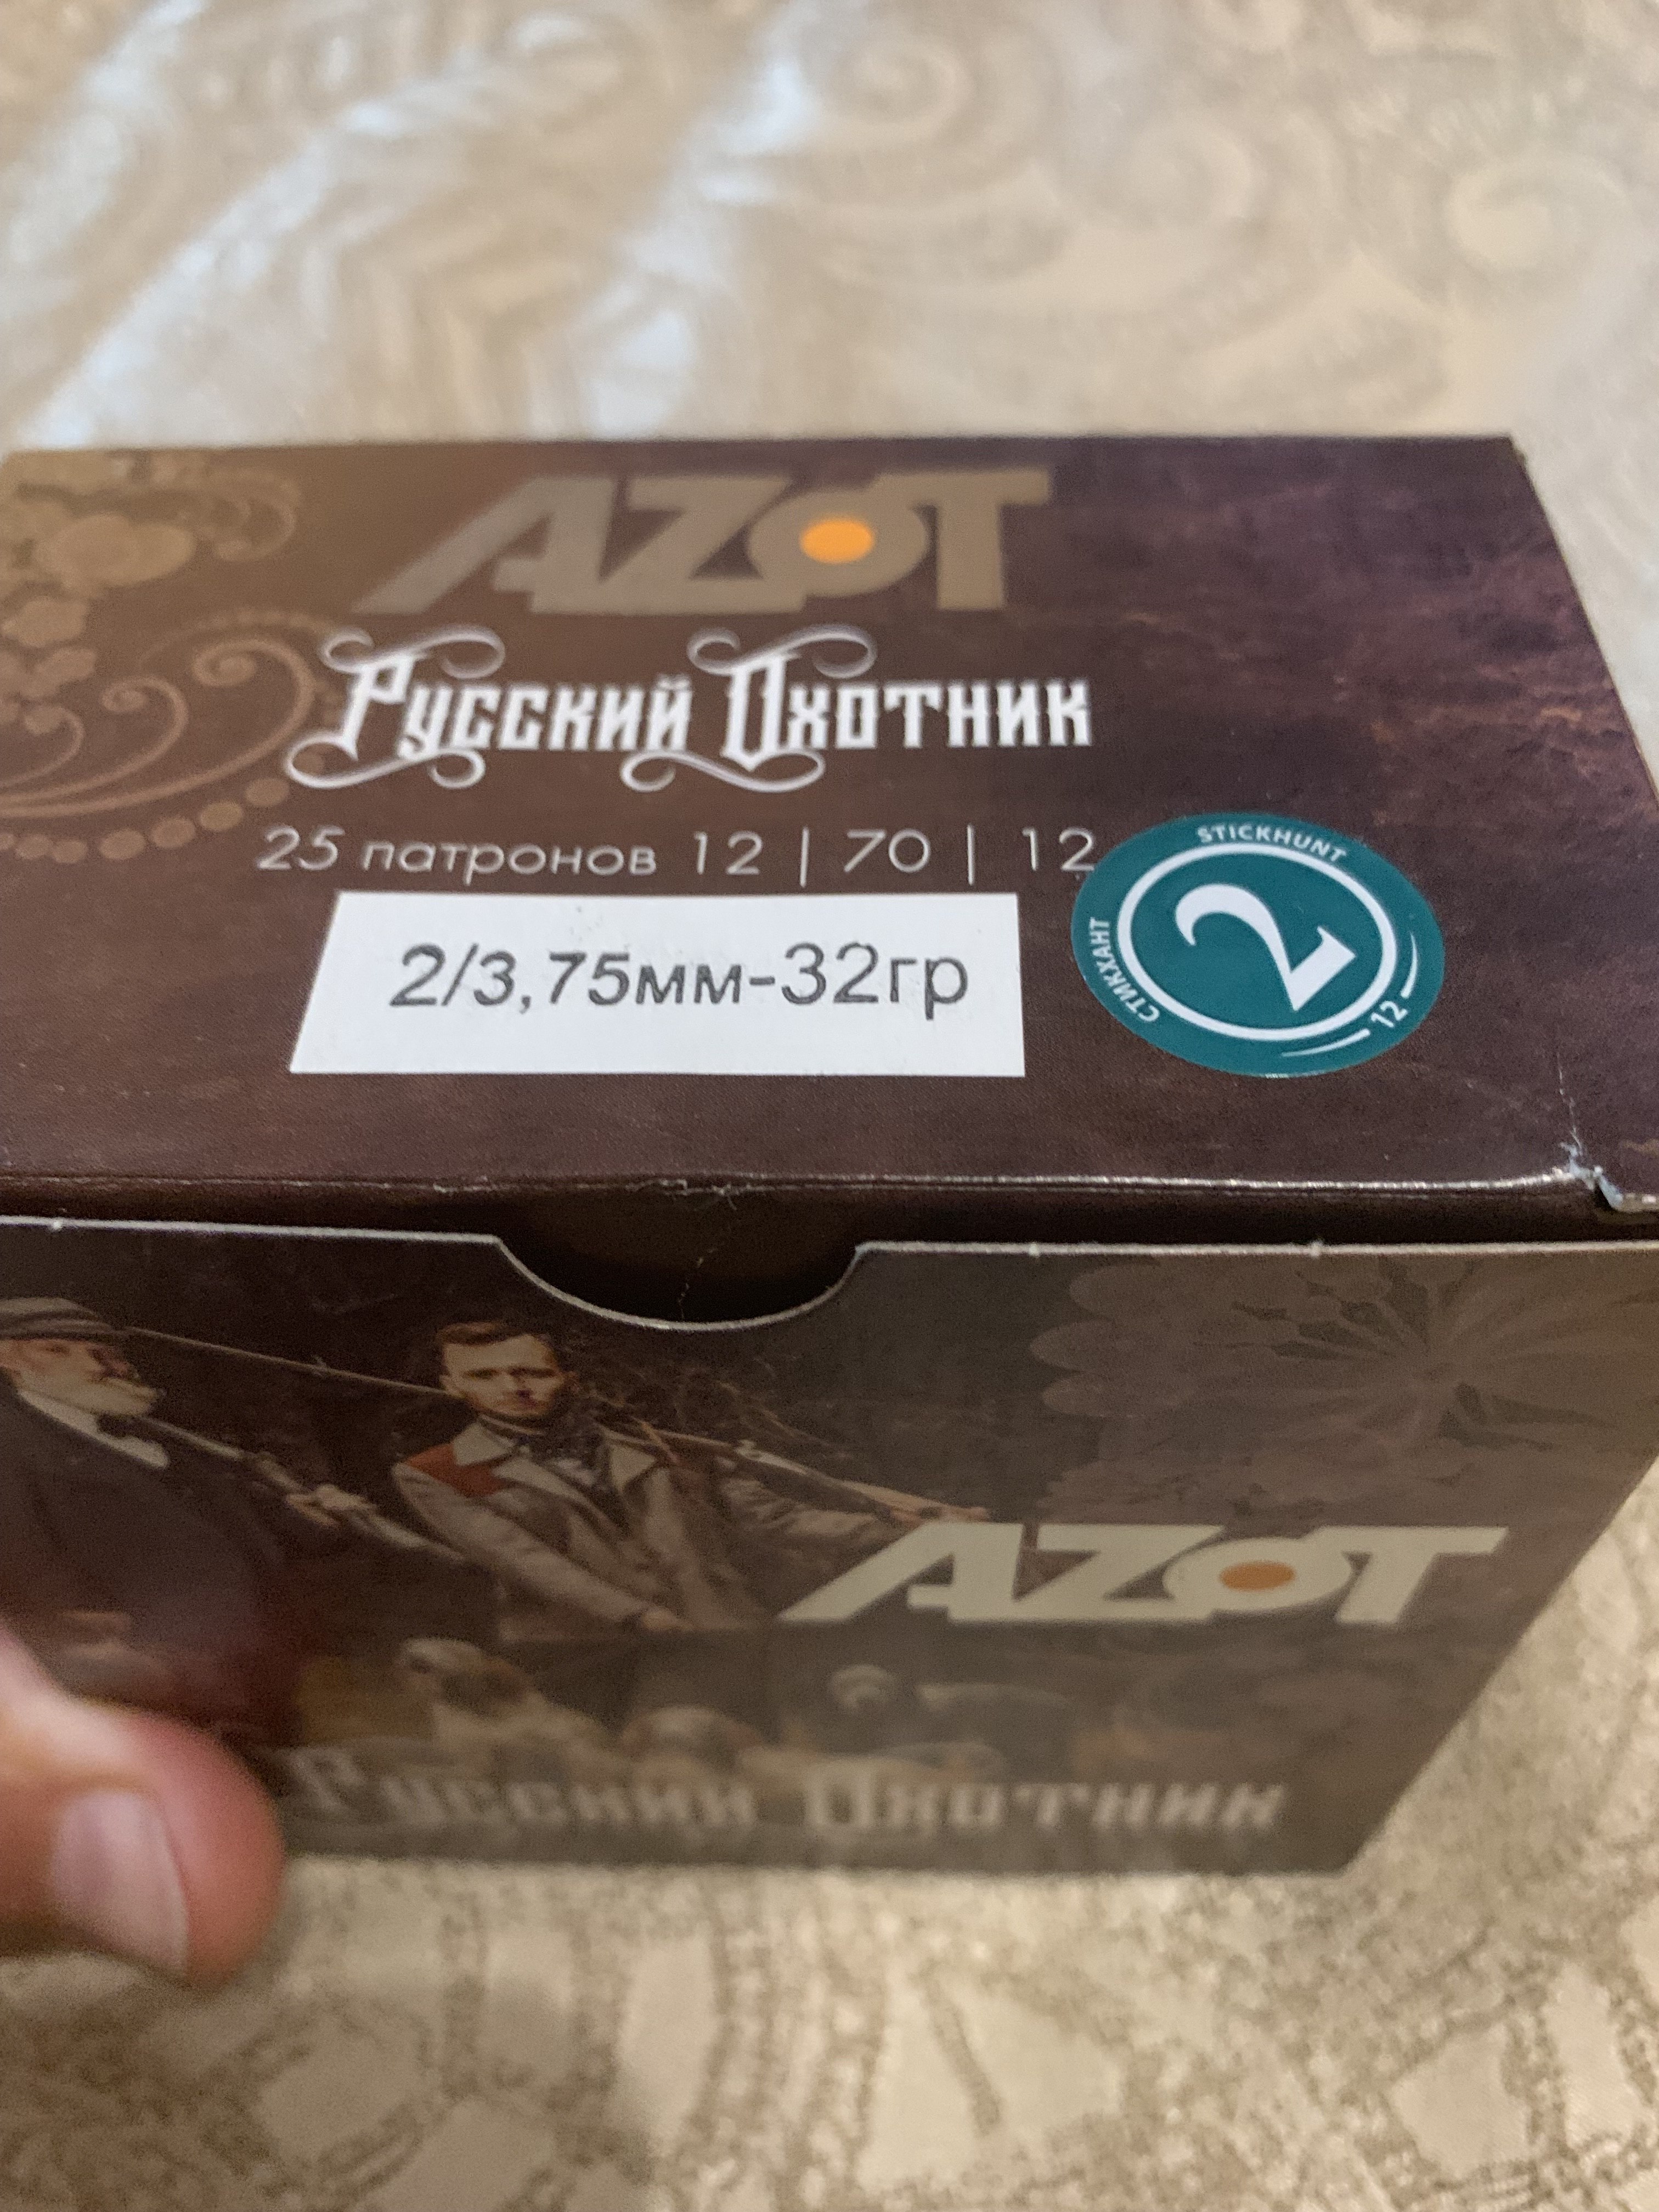 AZOT
Русский Охотник
25 патронов 12 | 70 | 12
2/3,75мм-32гр
STICKHUNT
СТИКХАНТ
2
12
AZOT
Русский Охотник